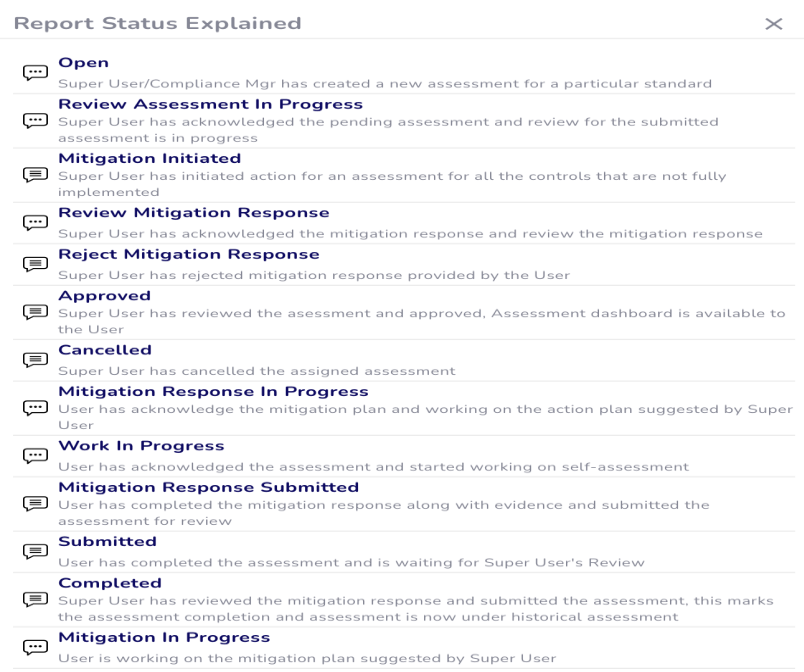 Report Status Explained
Open
Super User/Compliance Mgr has created a new assessment for a particular standard
Review Assessment In Progress
Super User has acknowledged the pending assessment and review for the submitted
assessment is in progress
Mitigation Initiated
Super User has initiated action for an assessment for all the controls that are not fully
implemented
Review Mitigation Response
Super User has acknowledged the mitigation response and review the mitigation response
Reject Mitigation Response
Super User has rejected mitigation response provided by the User
Approved
Super User has reviewed the asessment and approved, Assessment dashboard is available to
the User
Cancelled
Super User has cancelled the assigned assessment
Mitigation Response In Progress
User has acknowledge the mitigation plan and working on the action plan suggested by Super
User
Work In Progress
User has acknowledged the assessment and started working on self-assessment
Mitigation Response Submitted
User has completed the mitigation response along with evidence and submitted the
assessment for review
Submitted
User has completed the assessment and is waiting for Super User's Review
Completed
Super User has reviewed the mitigation response and submitted the assessment, this marks
the assessment completion and assessment is now under historical assessment
Mitigation In Progress
User is working on the mitigation plan suggested by Super User